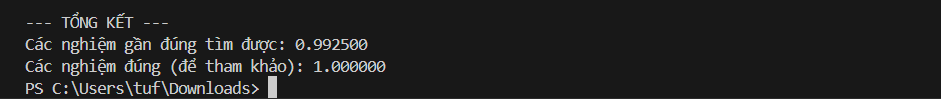 --- TỔNG KẾT ---
Các nghiệm gần đúng tìm được: 0.992500
Các nghiệm đúng (để tham khảo): 1.000000
PS C:\Users\tuf\Downloads>